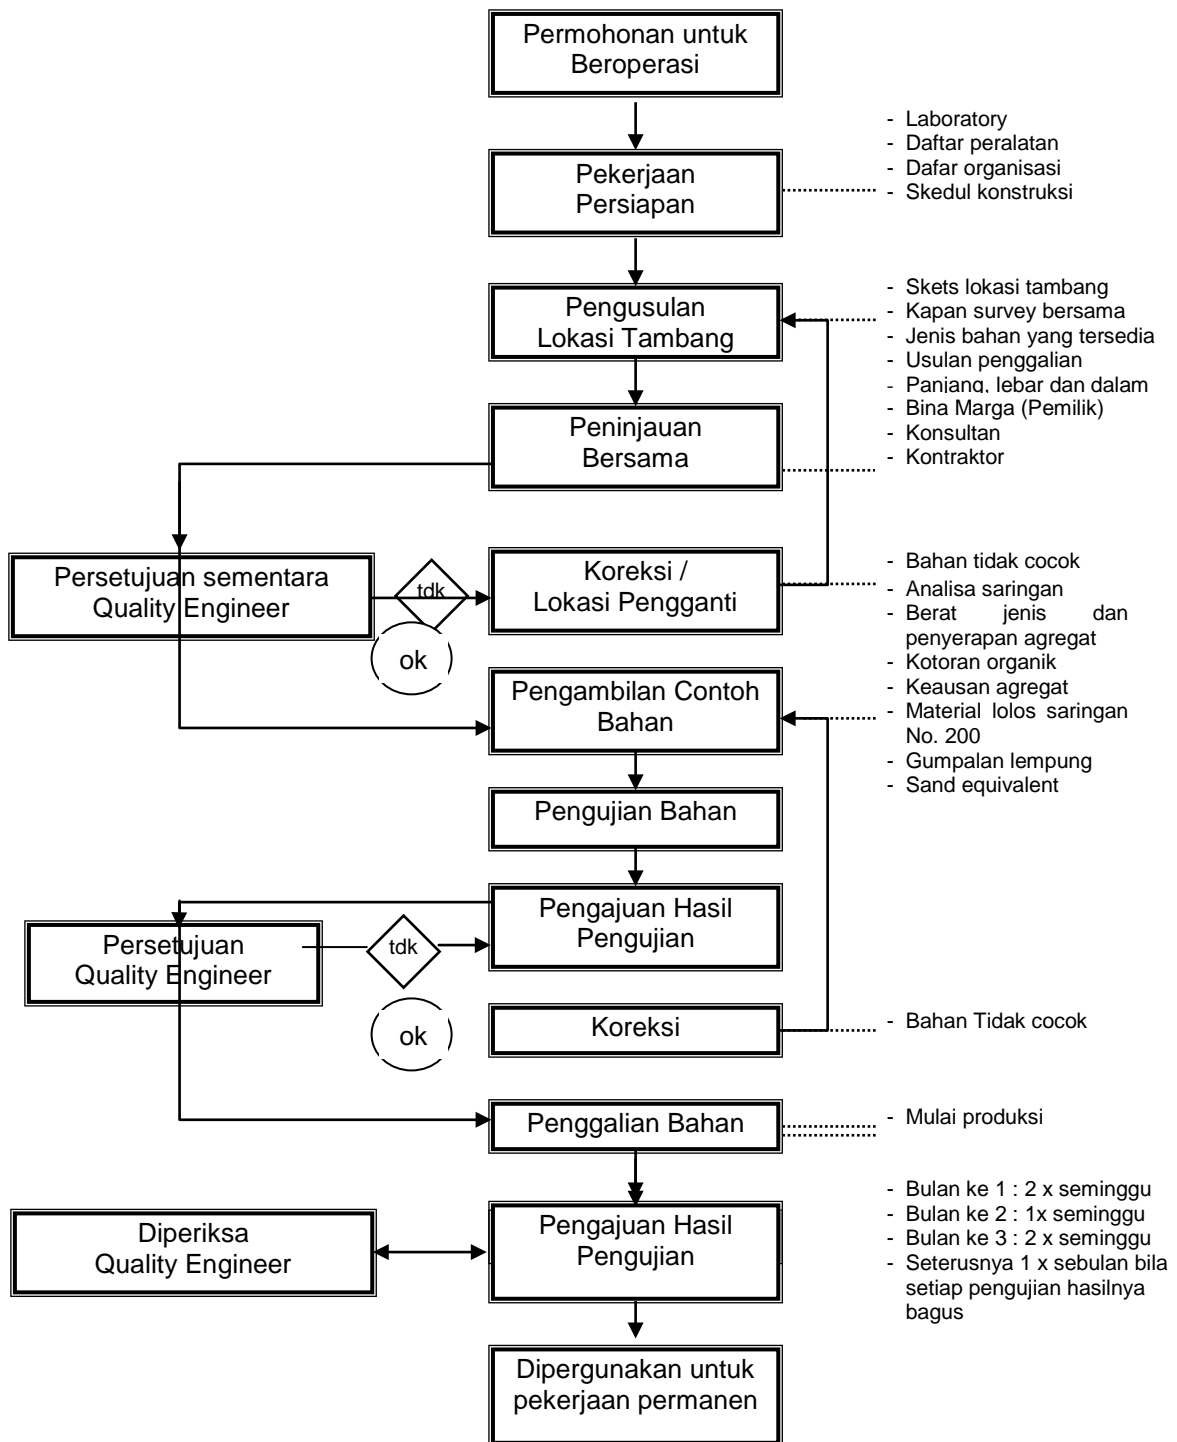 Permohonan untuk
Beroperasi
Pekerjaan
Persiapan
- Laboratory
- Daftar peralatan
- Dafar organisasi
- Skedul konstruksi
Pengusulan
Lokasi Tambang
- Skets lokasi tambang
- Kapan survey bersama
- Jenis bahan yang tersedia
- Usulan penggalian
- Panjang, lebar dan dalam
Peninjauan
Bersama
- Bina Marga (Pemilik)
- Konsultan
- Kontraktor
Persetujuan sementara
Quality Engineer
tdk
ok
Koreksi /
Lokasi Pengganti
- Bahan tidak cocok
- Analisa saringan
- Berat jenis dan
penyerapan agregat
- Kotoran organik
- Keausan agregat
- Material lolos saringan
No. 200
- Gumpalan lempung
- Sand equivalent
Pengambilan Contoh
Bahan
Pengujian Bahan
Pengajuan Hasil
Pengujian
Persetujuan
Quality Engineer
tdk
ok
Koreksi
- Bahan Tidak cocok
Penggalian Bahan
- Mulai produksi
Diperiksa
Quality Engineer
Pengajuan Hasil
Pengujian
- Bulan ke 1 : 2 x seminggu
- Bulan ke 2 : 1x seminggu
- Bulan ke 3 : 2 x seminggu
- Seterusnya 1 x sebulan bila
setiap pengujian hasilnya
bagus
Dipergunakan untuk
pekerjaan permanen